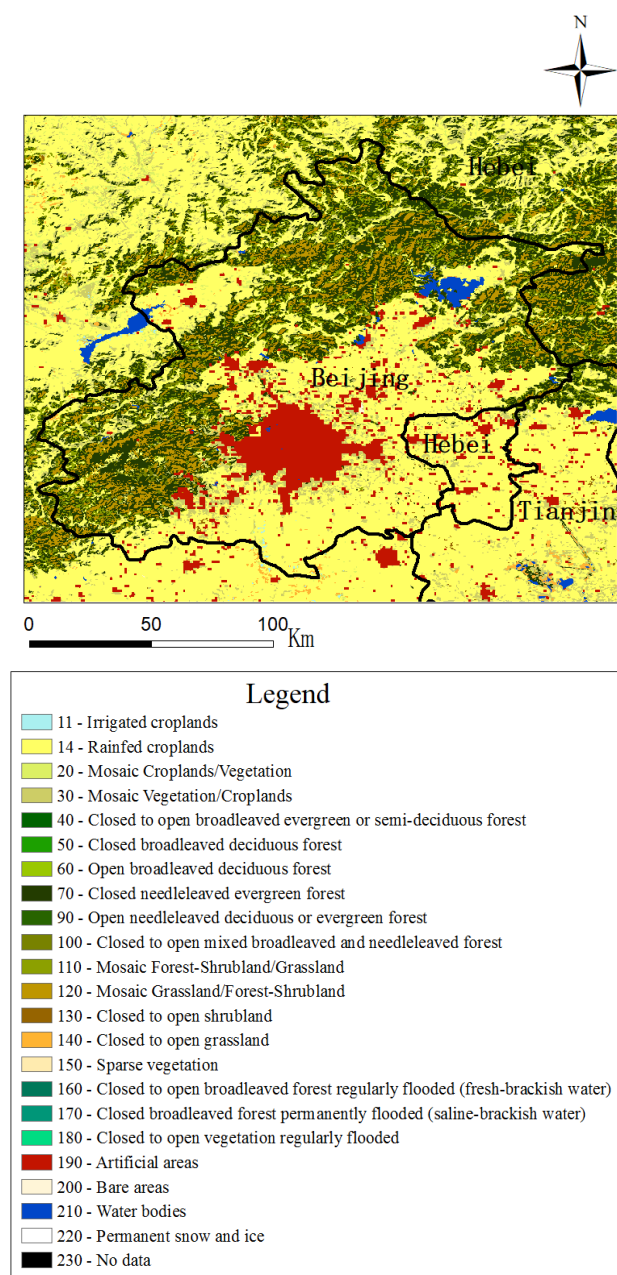 N
Hebei
Beijing
Hebei
Tianjin
0 50 100
Km
Legend
11 - Irrigated croplands
14 - Rainfed croplands
20 - Mosaic Croplands/Vegetation
30 - Mosaic Vegetation/Croplands
40 - Closed to open broadleaved evergreen or semi-deciduous forest
50 - Closed broadleaved deciduous forest
60 - Open broadleaved deciduous forest
70 - Closed needleleaved evergreen forest
90 - Open needleleaved deciduous or evergreen forest
100 - Closed to open mixed broadleaved and needleleaved forest
110 - Mosaic Forest-Shrubland/Grassland
120 - Mosaic Grassland/Forest-Shrubland
130 - Closed to open shrubland
140 - Closed to open grassland
150 - Sparse vegetation
160 - Closed to open broadleaved forest regularly flooded (fresh-brackish water)
170 - Closed broadleaved forest permanently flooded (saline-brackish water)
180 - Closed to open vegetation regularly flooded
190 - Artificial areas
200 - Bare areas
210 - Water bodies
220 - Permanent snow and ice
230 - No data